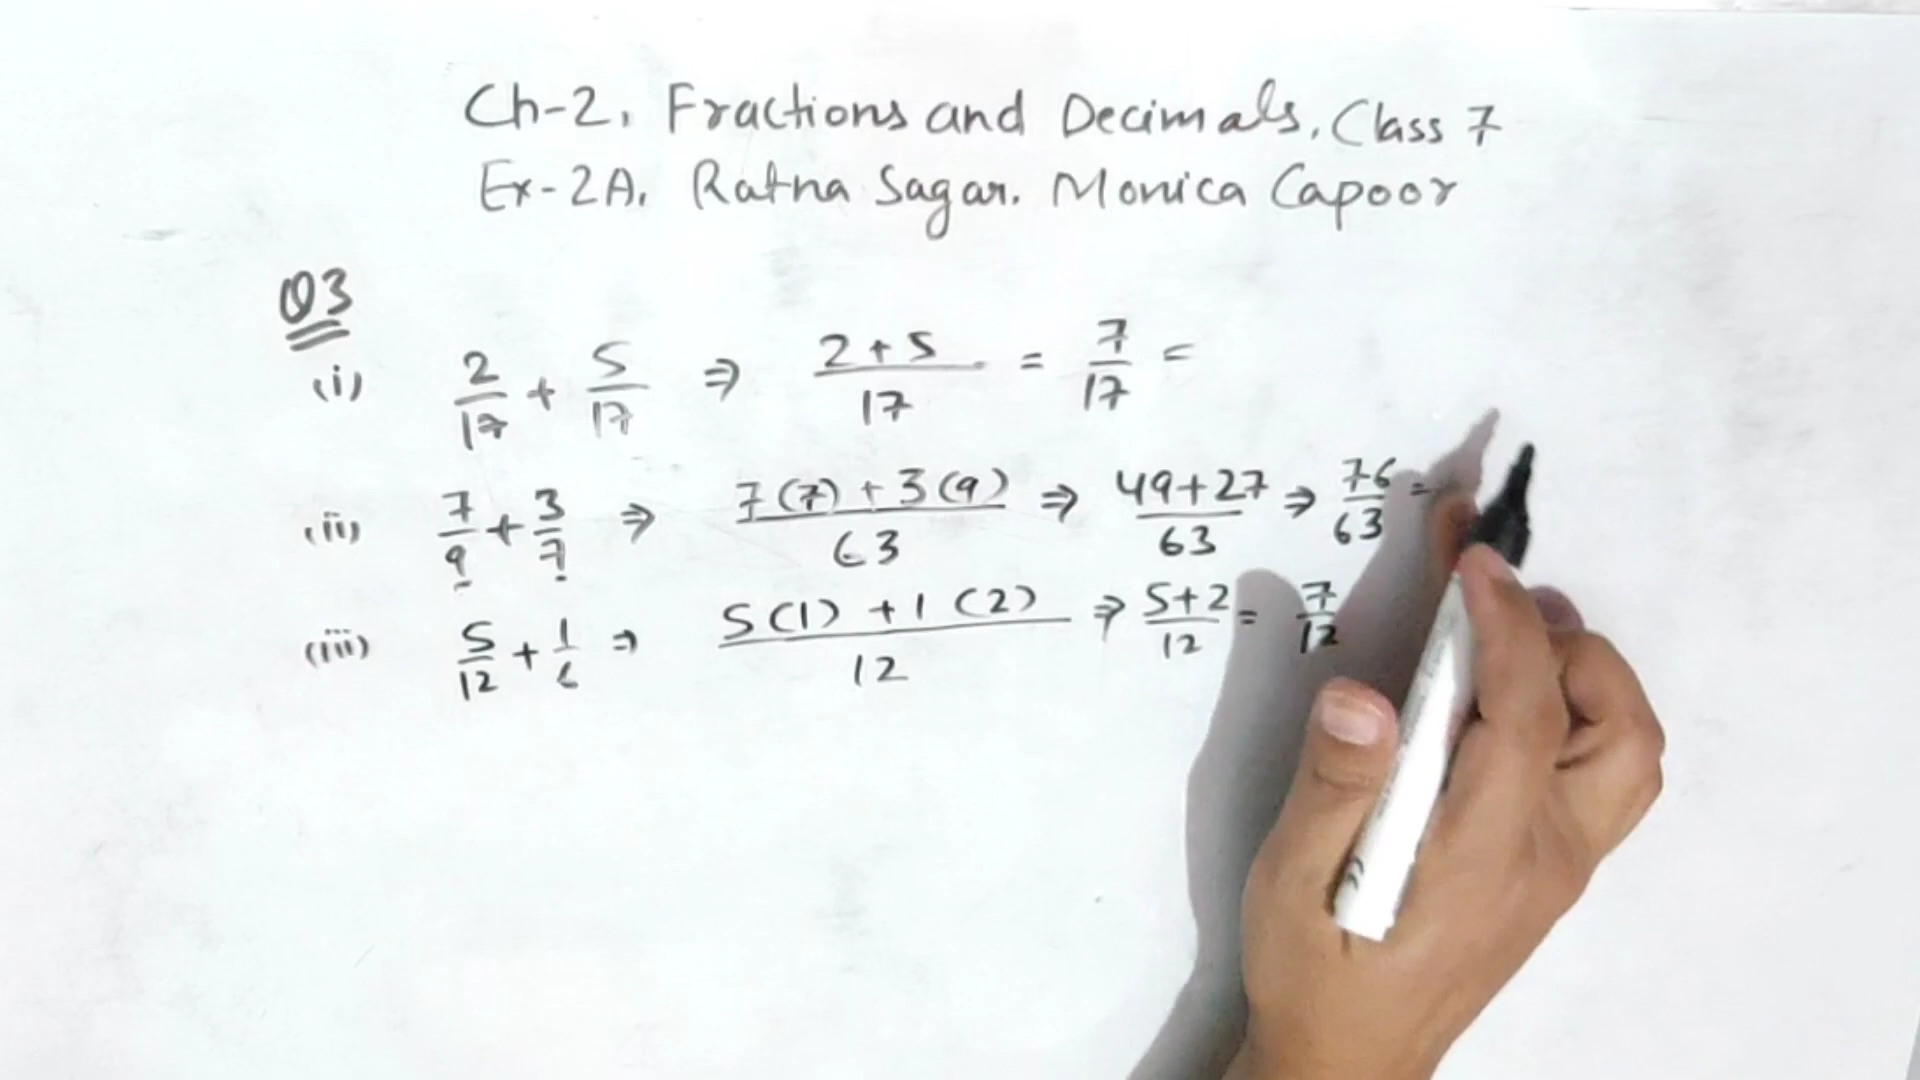 Ch-2, Fractions and Decimals, Class 7
Ex-2A, Ratna Sagar. Monica Capoor
Q3
(i) 2/17 + 5/17 ⇒ 2+5/17 = 7/17 =
(ii) 7/9 + 3/7 ⇒ 7(7)+3(9)/63 ⇒ 49+27/63 ⇒ 76/63 =
(iii) 5/12 + 1/6 ⇒ 5(1)+1(2)/12 ⇒ 5+2/12 = 7/12